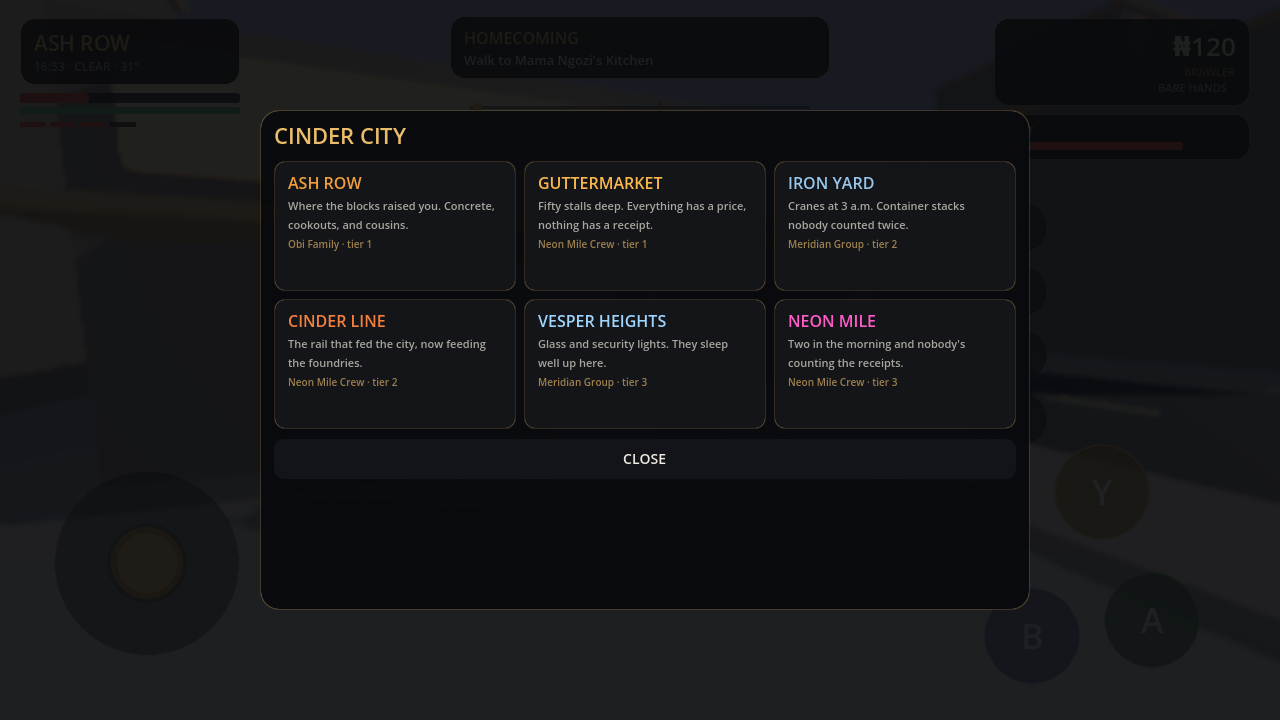 ASH ROW
16:53 · CLEAR · 31°
HOMECOMING
Walk to Mama Ngozi's Kitchen
₦120
BRAWLER
BARE HANDS
CINDER CITY
ASH ROW
Where the blocks raised you. Concrete,
cookouts, and cousins.
Obi Family · tier 1
GUTTERMARKET
Fifty stalls deep. Everything has a price,
nothing has a receipt.
Neon Mile Crew · tier 1
IRON YARD
Cranes at 3 a.m. Container stacks
nobody counted twice.
Meridian Group · tier 2
CINDER LINE
The rail that fed the city, now feeding
the foundries.
Neon Mile Crew · tier 2
VESPER HEIGHTS
Glass and security lights. They sleep
well up here.
Meridian Group · tier 3
NEON MILE
Two in the morning and nobody's
counting the receipts.
Neon Mile Crew · tier 3
CLOSE
Y
B
A